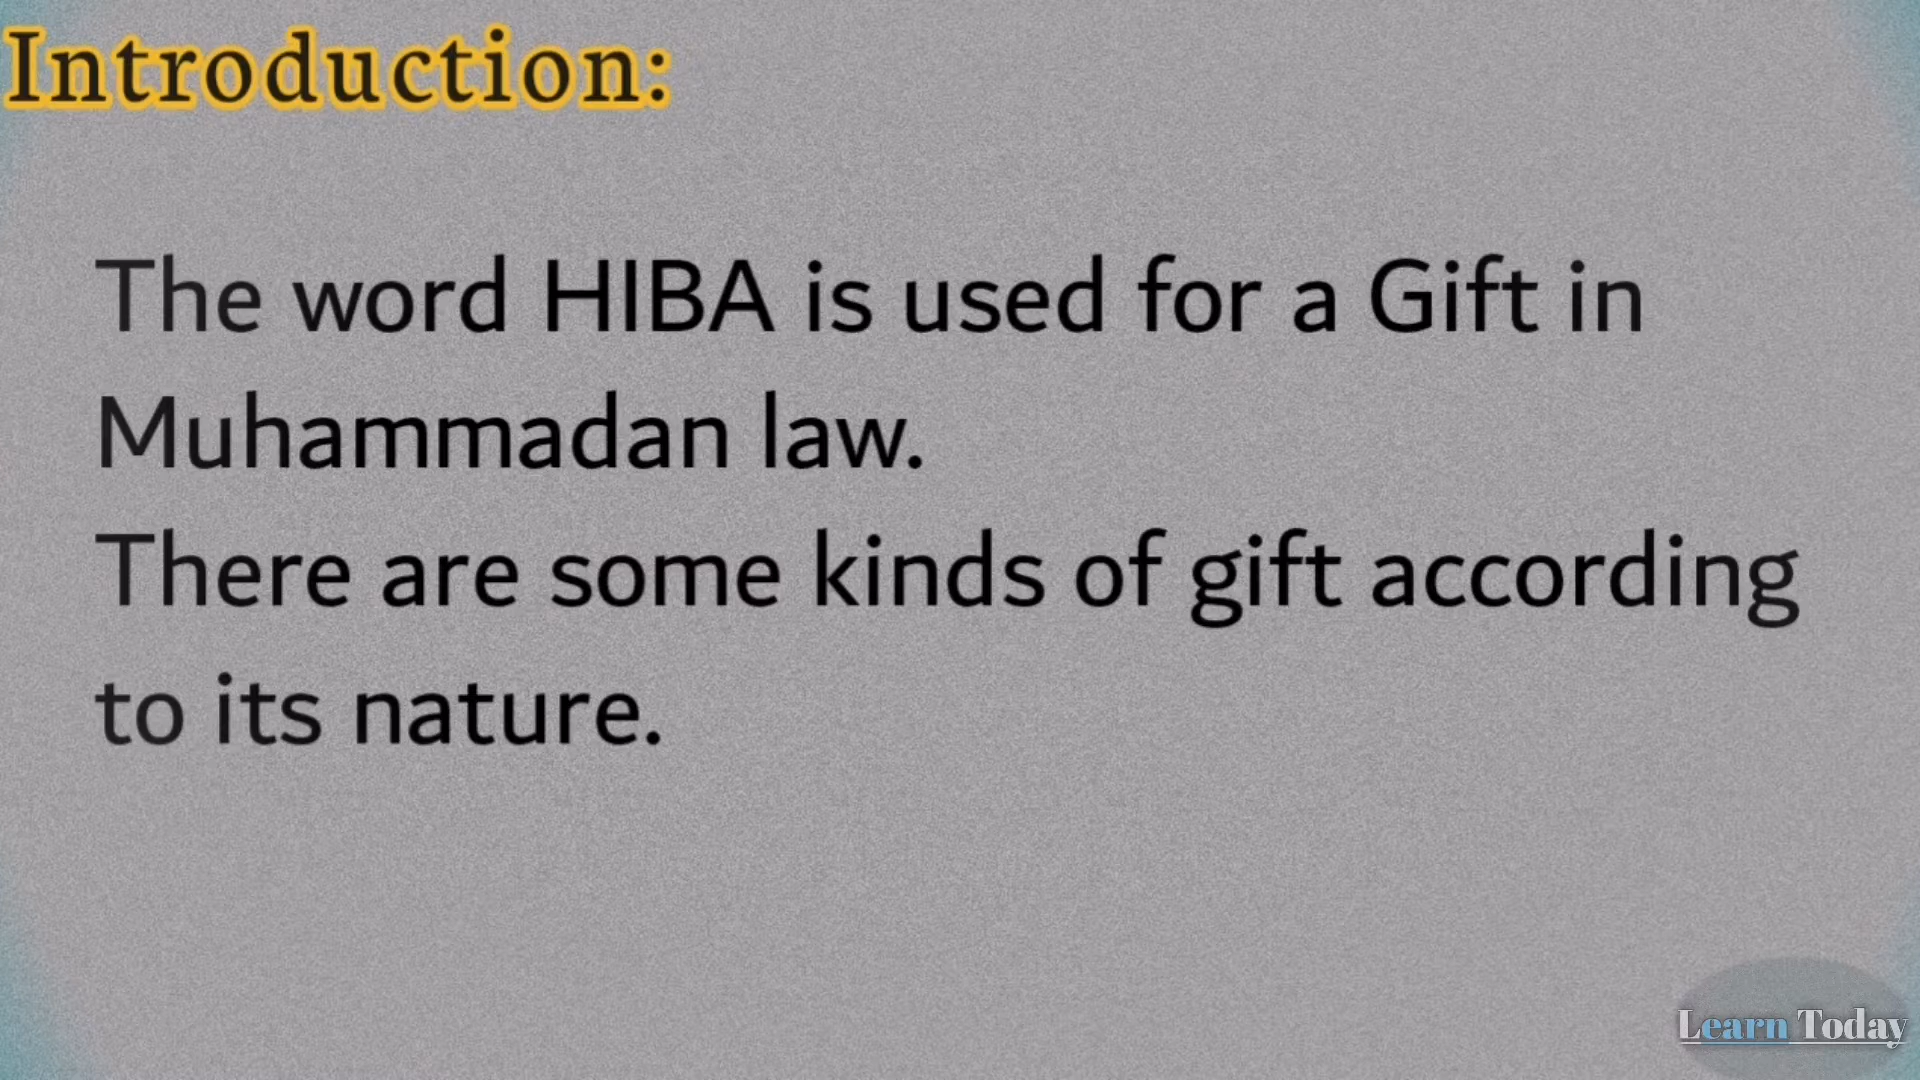 Introduction:
The word HIBA is used for a Gift in
Muhammadan law.
There are some kinds of gift according
to its nature.
Learn Today